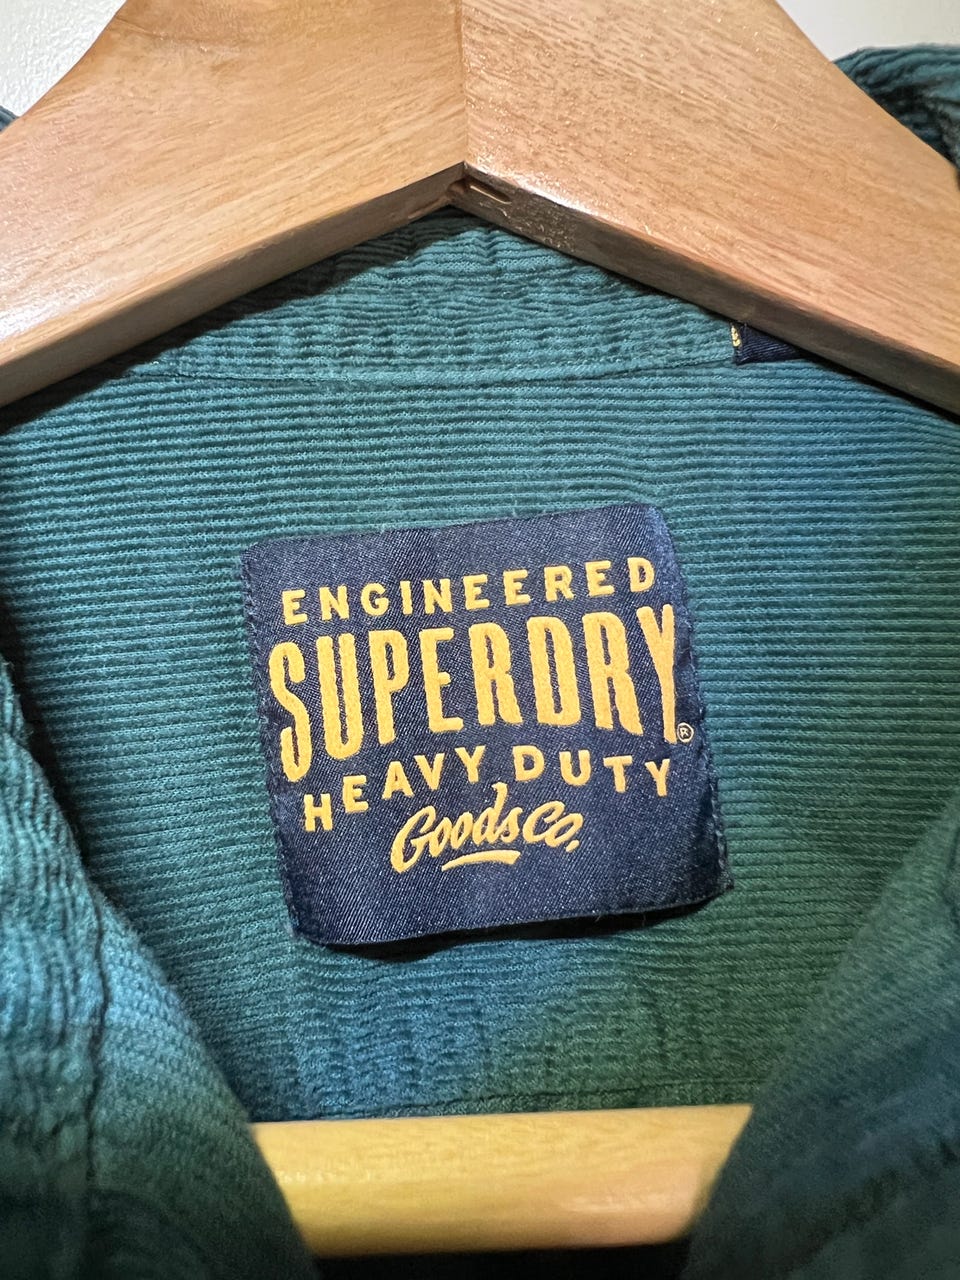 ENGINEERED
SUPERDRY®
HEAVY DUTY
Goods Co.